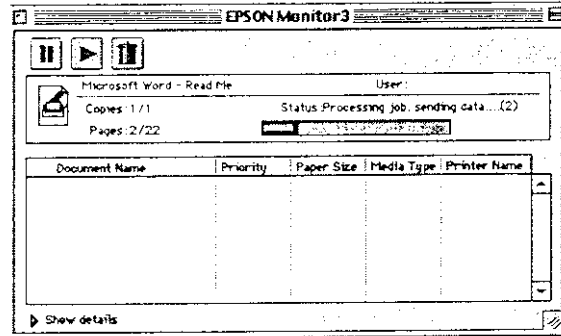 EPSON Monitor3
Microsoft Word - Read Me User:
Copies: 1/1 Status: Processing job, sending data....(2)
Pages: 2/22
Document Name Priority Paper Size Media Type Printer Name
Show details